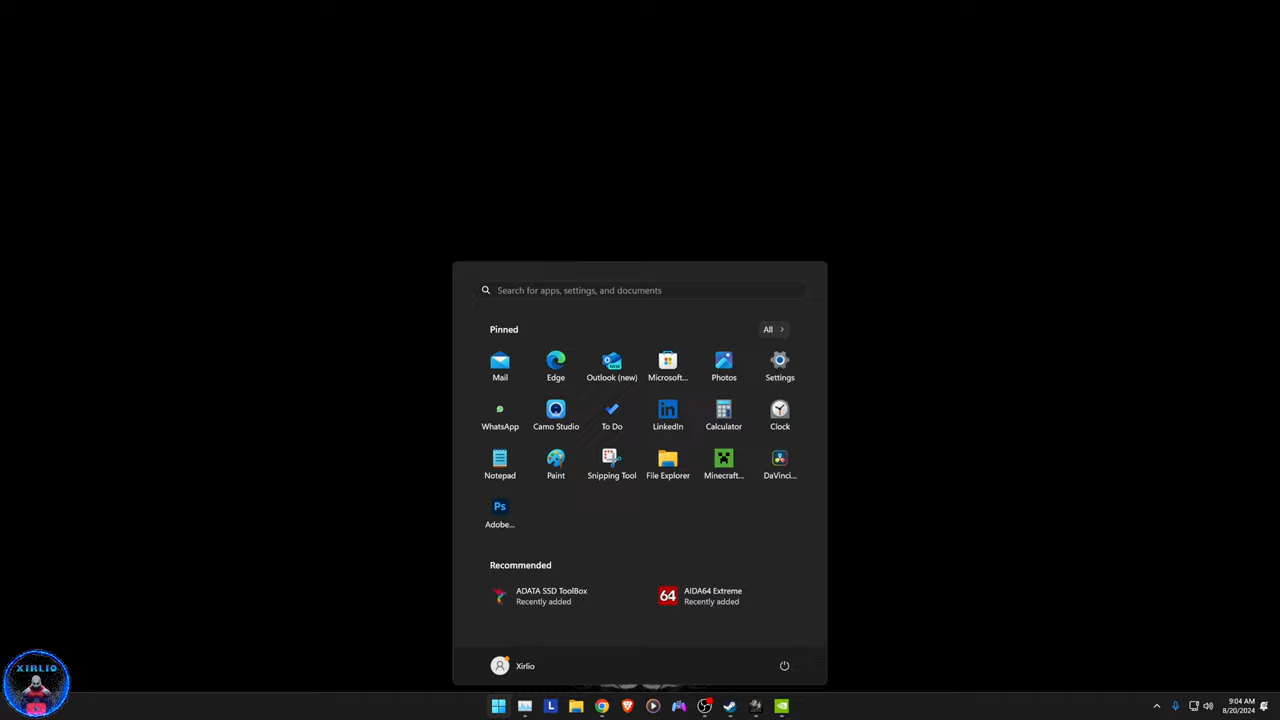 Search for apps, settings, and documents
Pinned
All
Mail
Edge
Outlook (new)
Microsoft...
Photos
Settings
WhatsApp
Camo Studio
To Do
LinkedIn
Calculator
Clock
Notepad
Paint
Snipping Tool
File Explorer
Minecraft...
DaVinci...
Ps
Adobe...
Recommended
ADATA SSD ToolBox
Recently added
64
AIDA64 Extreme
Recently added
Xirlio
XIRLIO
L
9:04 AM
8/20/2024